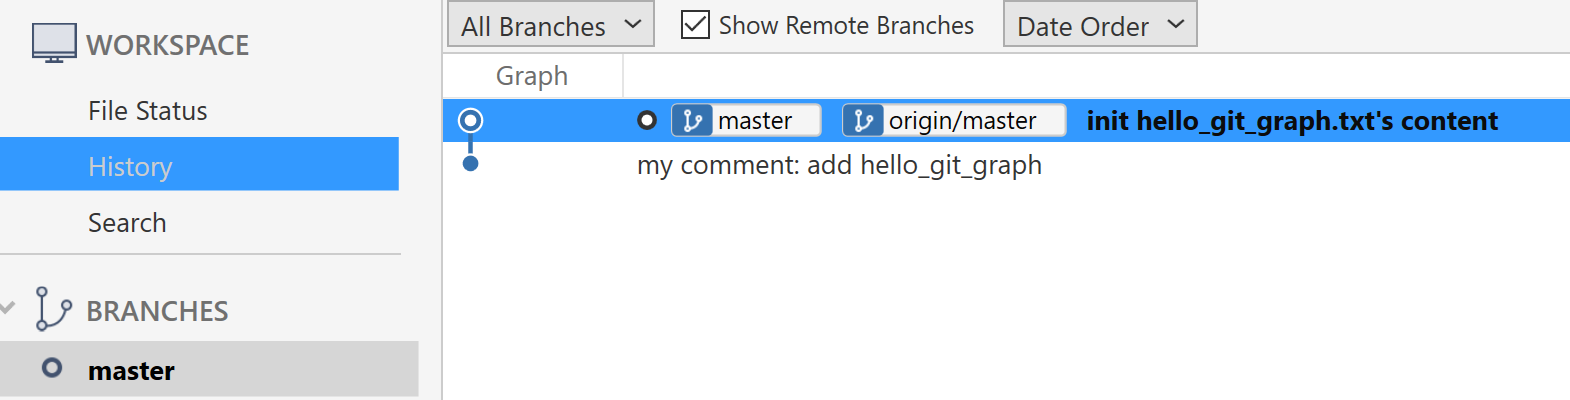 WORKSPACE
File Status
History
Search
BRANCHES
master
All Branches
Show Remote Branches
Date Order
Graph
master origin/master init hello_git_graph.txt's content
my comment: add hello_git_graph